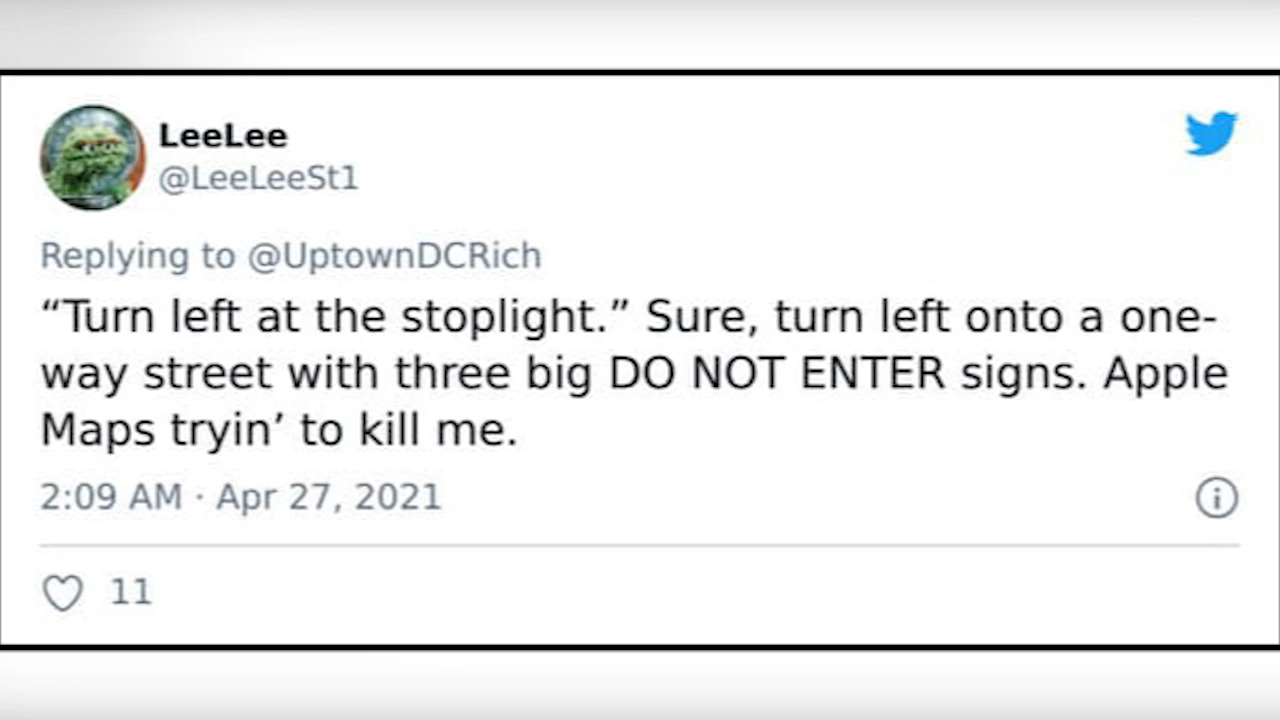 LeeLee
@LeeLeeSt1
Replying to @UptownDCRich
“Turn left at the stoplight.” Sure, turn left onto a one-
way street with three big DO NOT ENTER signs. Apple
Maps tryin’ to kill me.
2:09 AM · Apr 27, 2021
11